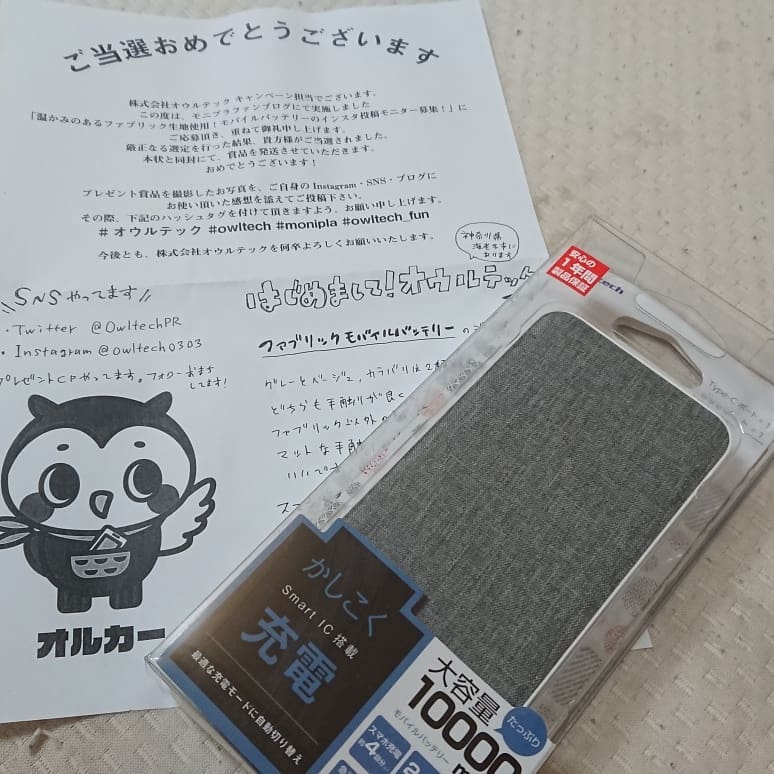 ご当選おめでとうございます
株式会社オウルテック キャンペーン担当でございます。
この度は、モニプラファンブログにて実施しました
「温かみのあるファブリック生地使用！モバイルバッテリーのインスタ投稿モニター募集！」に
ご応募頂き、重ねて御礼申し上げます。
厳正なる選定を行った結果、貴方様がご当選されました。
本状と同封にて、賞品を発送させていただきます。
おめでとうございます！
プレゼント賞品を撮影したお写真を、ご自身の Instagram・SNS・ブログに
お使い頂いた感想を添えてご投稿下さい。
その際、下記のハッシュタグを付けて頂きますよう、お願い申し上げます。
# オウルテック #owltech #monipla #owltech_fun
今後とも、株式会社オウルテックを何卒よろしくお願いいたします。
神奈川県
海老名市に
あります
\\SNSやってます//
・Twitter @OwltechPR
・Instagram@owltech0303
プレゼントCPやってます。フォローおまち
してます！
はじめまして！オウルテック
ファブリックモバイルバッテリーの
グレーとベージュ、カラバリは2種
どちらも手触りが良く
ファブリック以外の
マットな手触
いいです
オルカー
安心の
1年間
製品保証
tech
Type-Cポート×1
かしこく
Smart IC 搭載
充電
最適な充電モードに自動切り替え
大容量
10000
モバイルバッテリー
たっぷり
スマホ充電
約4回分